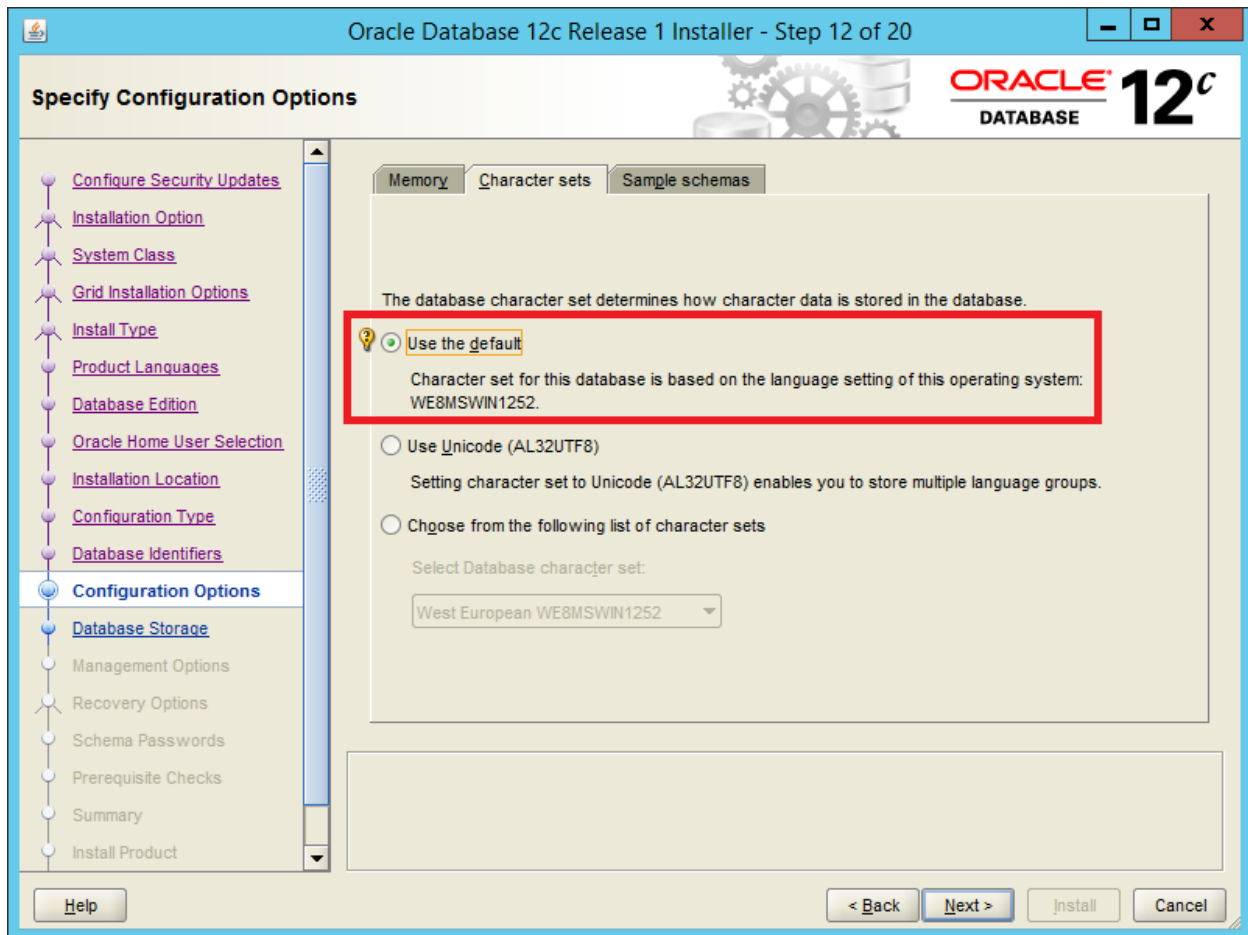 Oracle Database 12c Release 1 Installer - Step 12 of 20
Specify Configuration Options
ORACLE
DATABASE
12c
Configure Security Updates
Installation Option
System Class
Grid Installation Options
Install Type
Product Languages
Database Edition
Oracle Home User Selection
Installation Location
Configuration Type
Database Identifiers
Configuration Options
Database Storage
Management Options
Recovery Options
Schema Passwords
Prerequisite Checks
Summary
Install Product
Memory
Character sets
Sample schemas
The database character set determines how character data is stored in the database.
Use the default
Character set for this database is based on the language setting of this operating system:
WE8MSWIN1252.
Use Unicode (AL32UTF8)
Setting character set to Unicode (AL32UTF8) enables you to store multiple language groups.
Choose from the following list of character sets
Select Database character set:
West European WE8MSWIN1252
Help
< Back
Next >
Install
Cancel